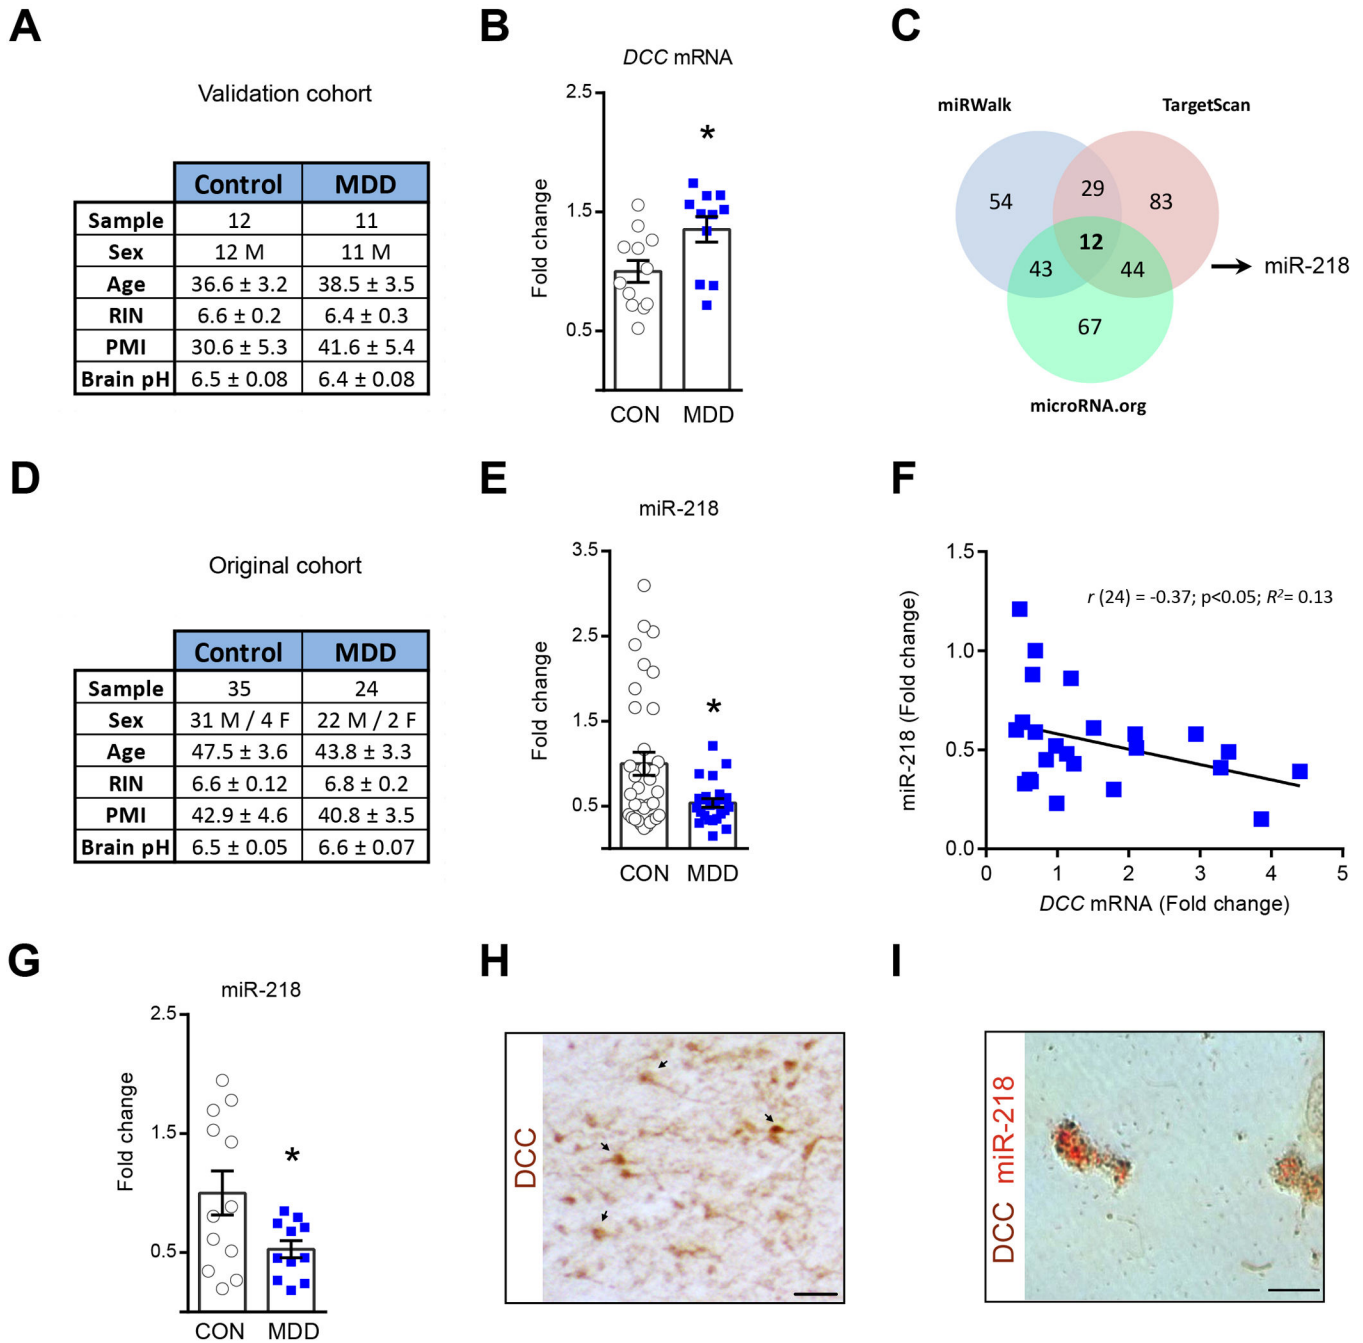 A
Validation cohort
Control MDD
Sample 12 11
Sex 12 M 11 M
Age 36.6 ± 3.2 38.5 ± 3.5
RIN 6.6 ± 0.2 6.4 ± 0.3
PMI 30.6 ± 5.3 41.6 ± 5.4
Brain pH 6.5 ± 0.08 6.4 ± 0.08
B
DCC mRNA
Fold change
2.5
1.5
0.5
*
CON MDD
C
miRWalk TargetScan
54 29 83
12
43 44
67
miR-218
microRNA.org
D
Original cohort
Control MDD
Sample 35 24
Sex 31 M / 4 F 22 M / 2 F
Age 47.5 ± 3.6 43.8 ± 3.3
RIN 6.6 ± 0.12 6.8 ± 0.2
PMI 42.9 ± 4.6 40.8 ± 3.5
Brain pH 6.5 ± 0.05 6.6 ± 0.07
E
miR-218
Fold change
3.5
2.5
1.5
0.5
*
CON MDD
F
r (24) = -0.37; p<0.05; R²= 0.13
miR-218 (Fold change)
1.5
1.0
0.5
0.0
0 1 2 3 4 5
DCC mRNA (Fold change)
G
miR-218
Fold change
2.5
1.5
0.5
*
CON MDD
H
DCC
I
DCC miR-218